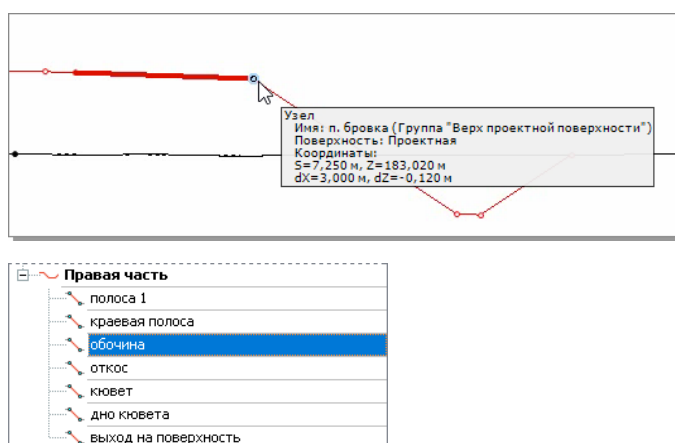 Узел
Имя: п. бровка (Группа "Верх проектной поверхности")
Поверхность: Проектная
Координаты:
S=7,250 м, Z=183,020 м
dX=3,000 м, dZ=-0,120 м
Правая часть
полоса 1
краевая полоса
обочина
откос
кювет
дно кювета
выход на поверхность